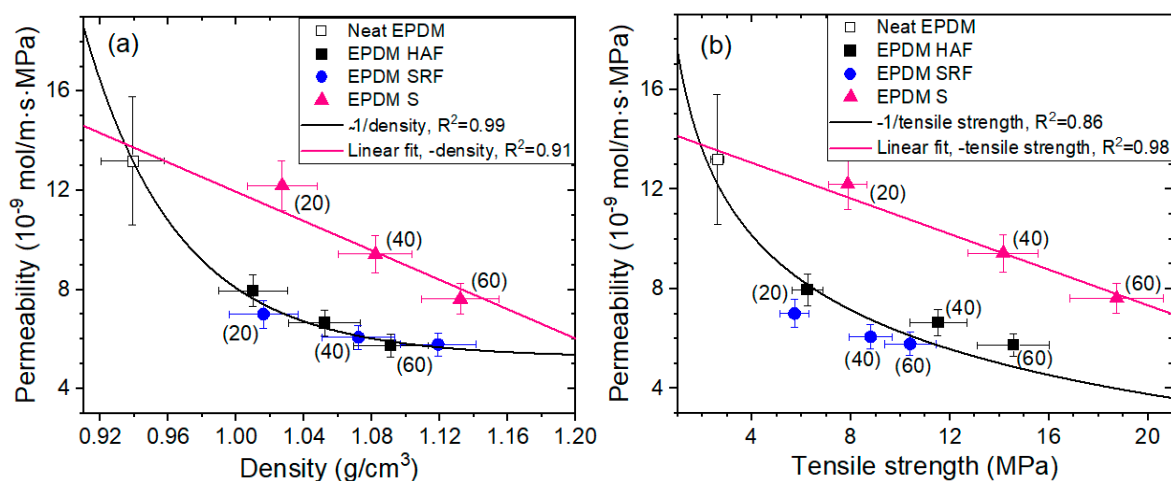 (a)
Neat EPDM
EPDM HAF
EPDM SRF
EPDM S
-1/density, R²=0.99
Linear fit, -density, R²=0.91
16
12
8
4
Permeability (10⁻⁹ mol/m·s·MPa)
(20)
(40)
(60)
(20)
(40)
(60)
0.92 0.96 1.00 1.04 1.08 1.12 1.16 1.20
Density (g/cm³)
(b)
Neat EPDM
EPDM HAF
EPDM SRF
EPDM S
-1/tensile strength, R²=0.86
Linear fit, -tensile strength, R²=0.98
16
12
8
4
Permeability (10⁻⁹ mol/m·s·MPa)
(20)
(40)
(60)
(20)
(40)
(60)
(40)
(60)
4 8 12 16 20
Tensile strength (MPa)